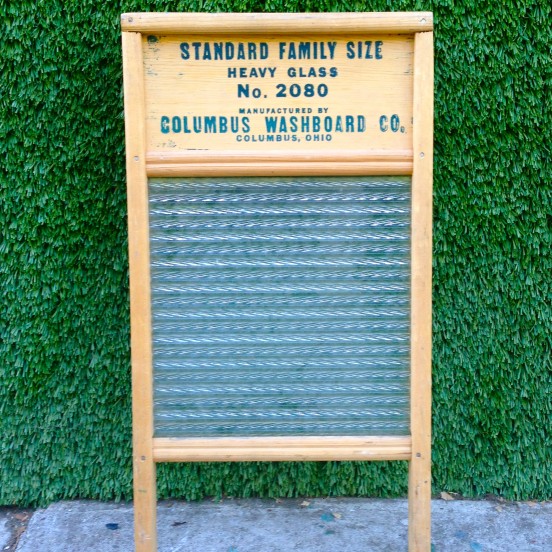 STANDARD FAMILY SIZE
HEAVY GLASS
No. 2080
MANUFACTURED BY
COLUMBUS WASHBOARD CO.
COLUMBUS, OHIO